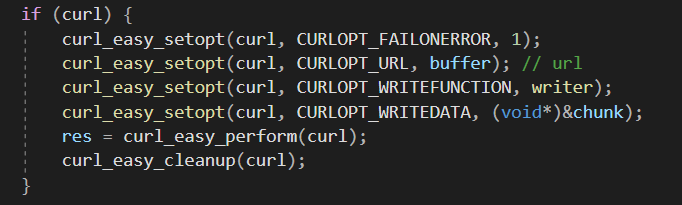 if (curl) {
curl_easy_setopt(curl, CURLOPT_FAILONERROR, 1);
curl_easy_setopt(curl, CURLOPT_URL, buffer); // url
curl_easy_setopt(curl, CURLOPT_WRITEFUNCTION, writer);
curl_easy_setopt(curl, CURLOPT_WRITEDATA, (void*)&chunk);
res = curl_easy_perform(curl);
curl_easy_cleanup(curl);
}